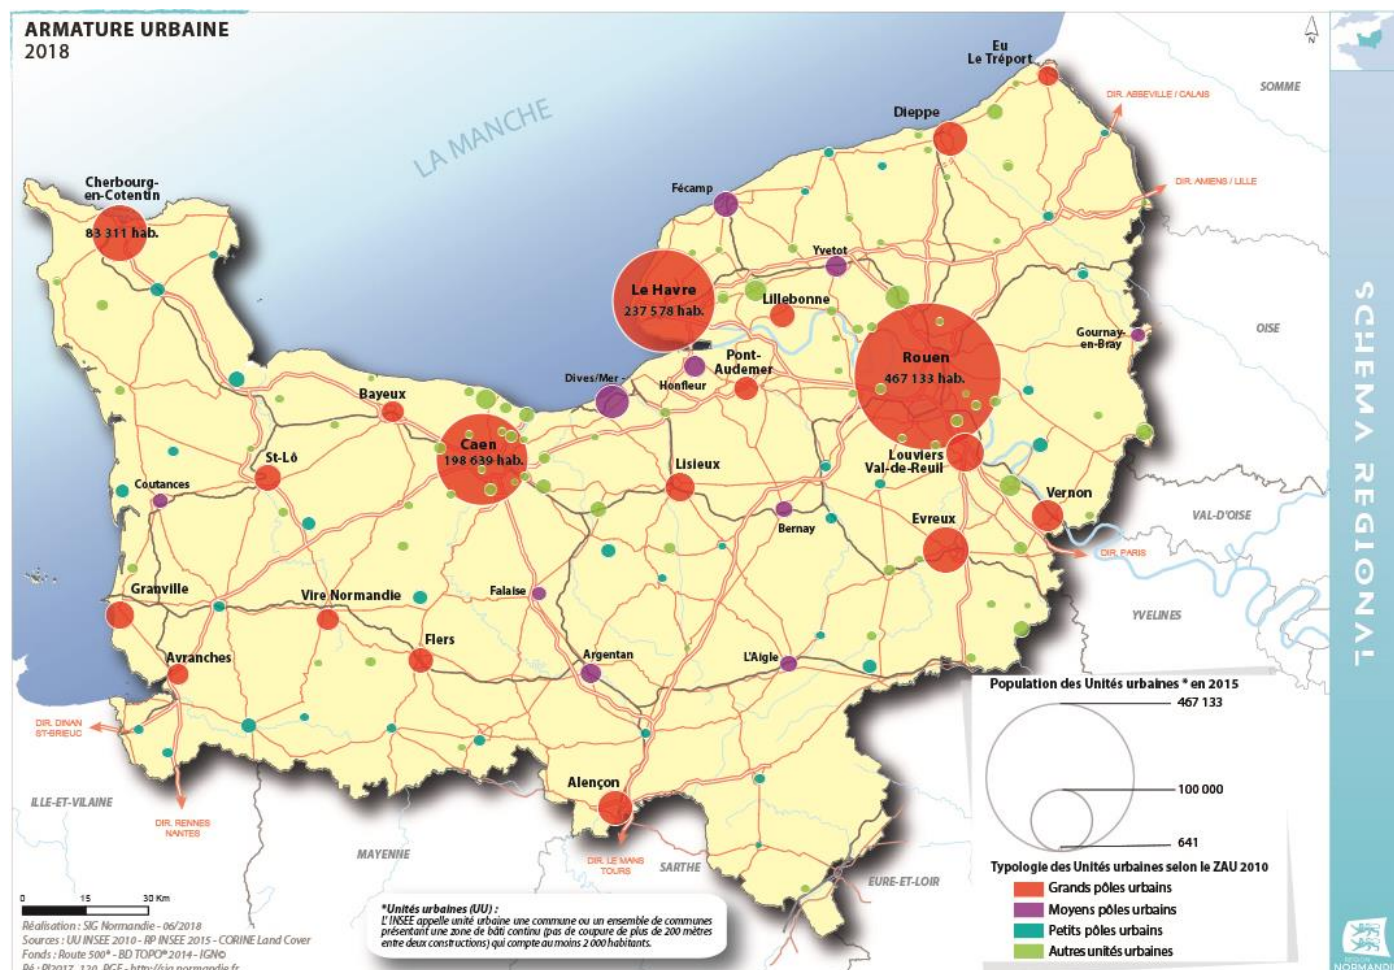 ARMATURE URBAINE
2018
LA MANCHE
Eu
Le Tréport
SOMME
DIR. ABBEVILLE / CALAIS
Dieppe
DIR. AMIENS / LILLE
Cherbourg-
en-Cotentin
83 311 hab.
Fécamp
Yvetot
Le Havre
237 578 hab.
Lillebonne
OISE
Gournay-
en-Bray
Rouen
467 133 hab.
Pont-
Audemer
Honfleur
Dives/Mer
Bayeux
Caen
198 639 hab.
St-Lô
Coutances
Lisieux
Louviers
Val-de-Reuil
Vernon
Bernay
Evreux
VAL-D'OISE
DIR. PARIS
YVELINES
Granville
Vire Normandie
Falaise
Flers
Avranches
Argentan
L'Aigle
DIR. DINAN
ST-BRIEUC
Alençon
ILLE-ET-VILAINE
DIR. RENNES
NANTES
MAYENNE
DIR. LE MANS
TOURS
SARTHE
EURE-ET-LOIR
Population des Unités urbaines * en 2015
467 133
100 000
641
Typologie des Unités urbaines selon le ZAU 2010
Grands pôles urbains
Moyens pôles urbains
Petits pôles urbains
Autres unités urbaines
0 15 30 Km
Réalisation : SIG Normandie - 06/2018
Sources : UU INSEE 2010 - RP INSEE 2015 - CORINE Land Cover
Fonds : Route 500® - BD TOPO® 2014 - IGN©
*Unités urbaines (UU) :
L'INSEE appelle unité urbaine une commune ou un ensemble de communes
présentant une zone de bâti continu (pas de coupure de plus de 200 mètres
entre deux constructions) qui compte au moins 2 000 habitants.
N
SCHEMA REGIONAL
NORMANDIE